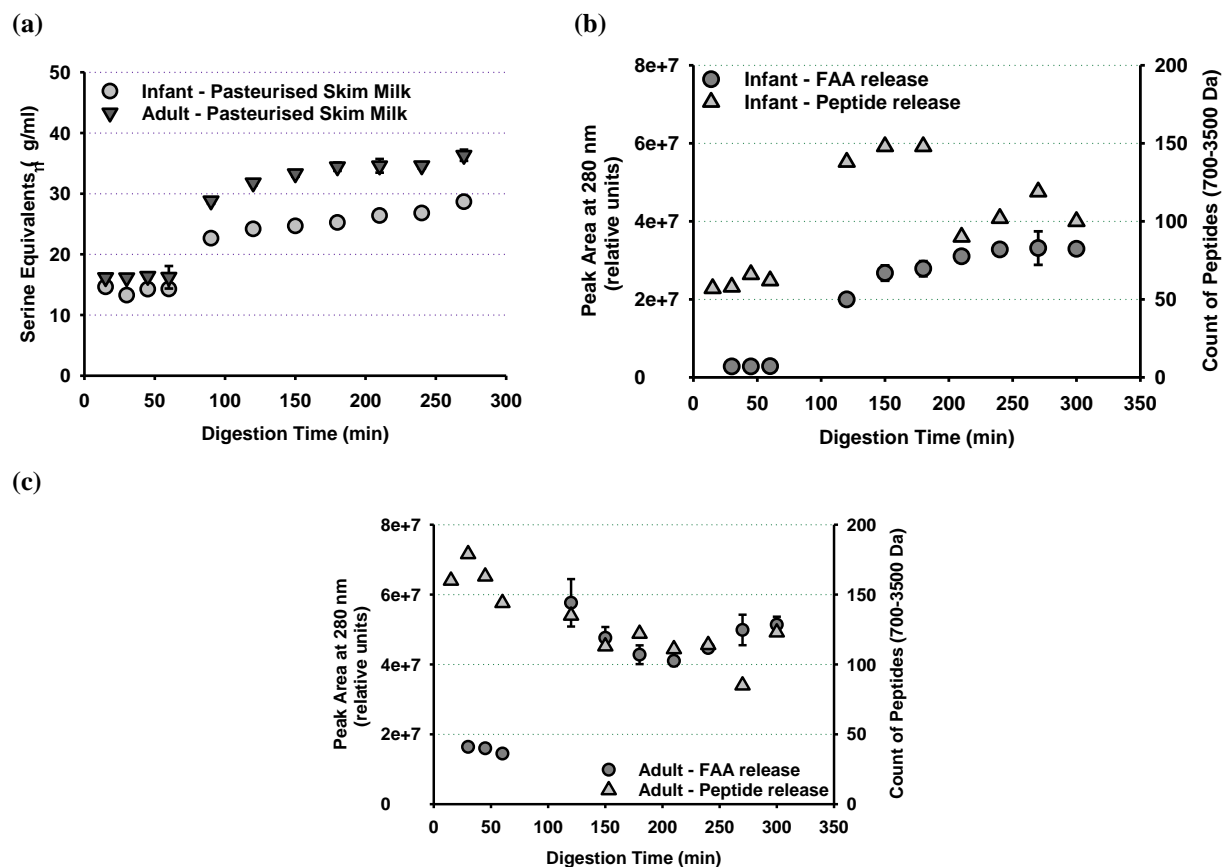 (a)
50
40
30
20
10
0
Serine Equivalents ( g/ml)
Infant - Pasteurised Skim Milk
Adult - Pasteurised Skim Milk
0 50 100 150 200 250 300
Digestion Time (min)
(b)
8e+7
6e+7
4e+7
2e+7
0
Peak Area at 280 nm
(relative units)
Infant - FAA release
Infant - Peptide release
200
150
100
50
0
Count of Peptides (700-3500 Da)
0 50 100 150 200 250 300 350
Digestion Time (min)
(c)
8e+7
6e+7
4e+7
2e+7
0
Peak Area at 280 nm
(relative units)
Adult - FAA release
Adult - Peptide release
200
150
100
50
0
Count of Peptides (700-3500 Da)
0 50 100 150 200 250 300 350
Digestion Time (min)